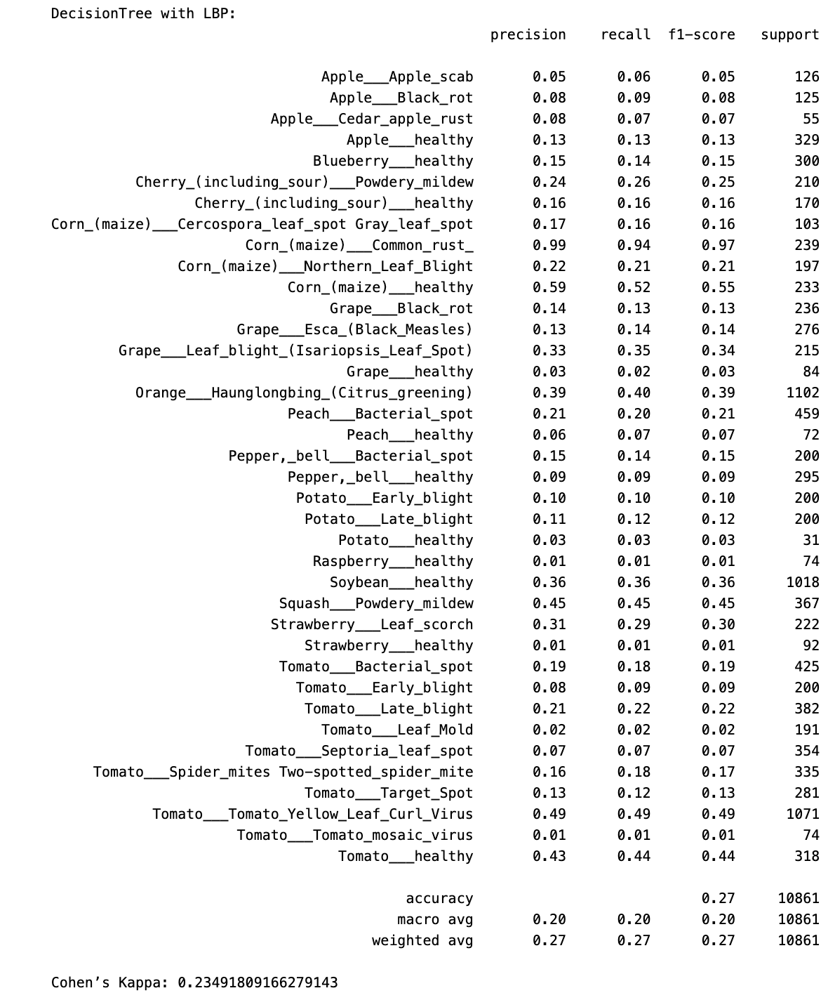 DecisionTree with LBP:
precision recall f1-score support
Apple___Apple_scab 0.05 0.06 0.05 126
Apple___Black_rot 0.08 0.09 0.08 125
Apple___Cedar_apple_rust 0.08 0.07 0.07 55
Apple___healthy 0.13 0.13 0.13 329
Blueberry___healthy 0.15 0.14 0.15 300
Cherry_(including_sour)___Powdery_mildew 0.24 0.26 0.25 210
Cherry_(including_sour)___healthy 0.16 0.16 0.16 170
Corn_(maize)___Cercospora_leaf_spot Gray_leaf_spot 0.17 0.16 0.16 103
Corn_(maize)___Common_rust_ 0.99 0.94 0.97 239
Corn_(maize)___Northern_Leaf_Blight 0.22 0.21 0.21 197
Corn_(maize)___healthy 0.59 0.52 0.55 233
Grape___Black_rot 0.14 0.13 0.13 236
Grape___Esca_(Black_Measles) 0.13 0.14 0.14 276
Grape___Leaf_blight_(Isariopsis_Leaf_Spot) 0.33 0.35 0.34 215
Grape___healthy 0.03 0.02 0.03 84
Orange___Haunglongbing_(Citrus_greening) 0.39 0.40 0.39 1102
Peach___Bacterial_spot 0.21 0.20 0.21 459
Peach___healthy 0.06 0.07 0.07 72
Pepper,_bell___Bacterial_spot 0.15 0.14 0.15 200
Pepper,_bell___healthy 0.09 0.09 0.09 295
Potato___Early_blight 0.10 0.10 0.10 200
Potato___Late_blight 0.11 0.12 0.12 200
Potato___healthy 0.03 0.03 0.03 31
Raspberry___healthy 0.01 0.01 0.01 74
Soybean___healthy 0.36 0.36 0.36 1018
Squash___Powdery_mildew 0.45 0.45 0.45 367
Strawberry___Leaf_scorch 0.31 0.29 0.30 222
Strawberry___healthy 0.01 0.01 0.01 92
Tomato___Bacterial_spot 0.19 0.18 0.19 425
Tomato___Early_blight 0.08 0.09 0.09 200
Tomato___Late_blight 0.21 0.22 0.22 382
Tomato___Leaf_Mold 0.02 0.02 0.02 191
Tomato___Septoria_leaf_spot 0.07 0.07 0.07 354
Tomato___Spider_mites Two-spotted_spider_mite 0.16 0.18 0.17 335
Tomato___Target_Spot 0.13 0.12 0.13 281
Tomato___Tomato_Yellow_Leaf_Curl_Virus 0.49 0.49 0.49 1071
Tomato___Tomato_mosaic_virus 0.01 0.01 0.01 74
Tomato___healthy 0.43 0.44 0.44 318
accuracy 0.27 10861
macro avg 0.20 0.20 0.20 10861
weighted avg 0.27 0.27 0.27 10861
Cohen’s Kappa: 0.23491809166279143